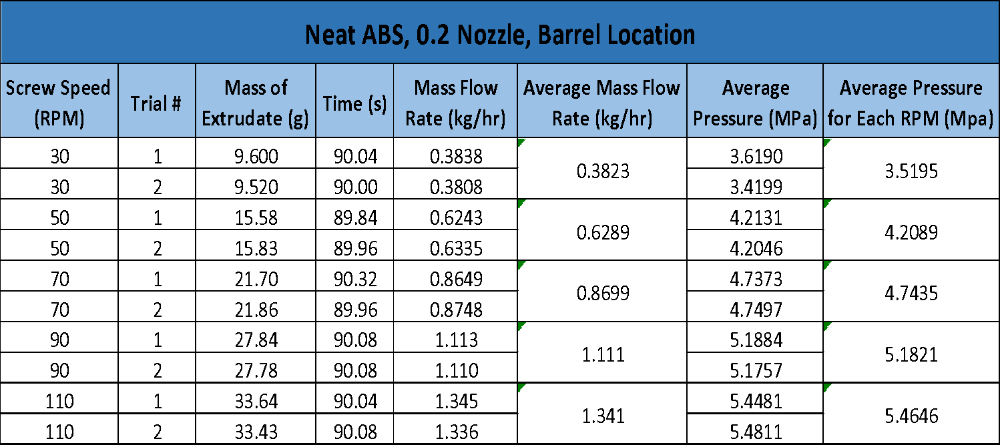 Neat ABS, 0.2 Nozzle, Barrel Location
Screw Speed (RPM) Trial # Mass of Extrudate (g) Time (s) Mass Flow Rate (kg/hr) Average Mass Flow Rate (kg/hr) Average Pressure (MPa) Average Pressure for Each RPM (Mpa)
30 1 9.600 90.04 0.3838 0.3823 3.6190 3.5195
30 2 9.520 90.00 0.3808 3.4199
50 1 15.58 89.84 0.6243 0.6289 4.2131 4.2089
50 2 15.83 89.96 0.6335 4.2046
70 1 21.70 90.32 0.8649 0.8699 4.7373 4.7435
70 2 21.86 89.96 0.8748 4.7497
90 1 27.84 90.08 1.113 1.111 5.1884 5.1821
90 2 27.78 90.08 1.110 5.1757
110 1 33.64 90.04 1.345 1.341 5.4481 5.4646
110 2 33.43 90.08 1.336 5.4811